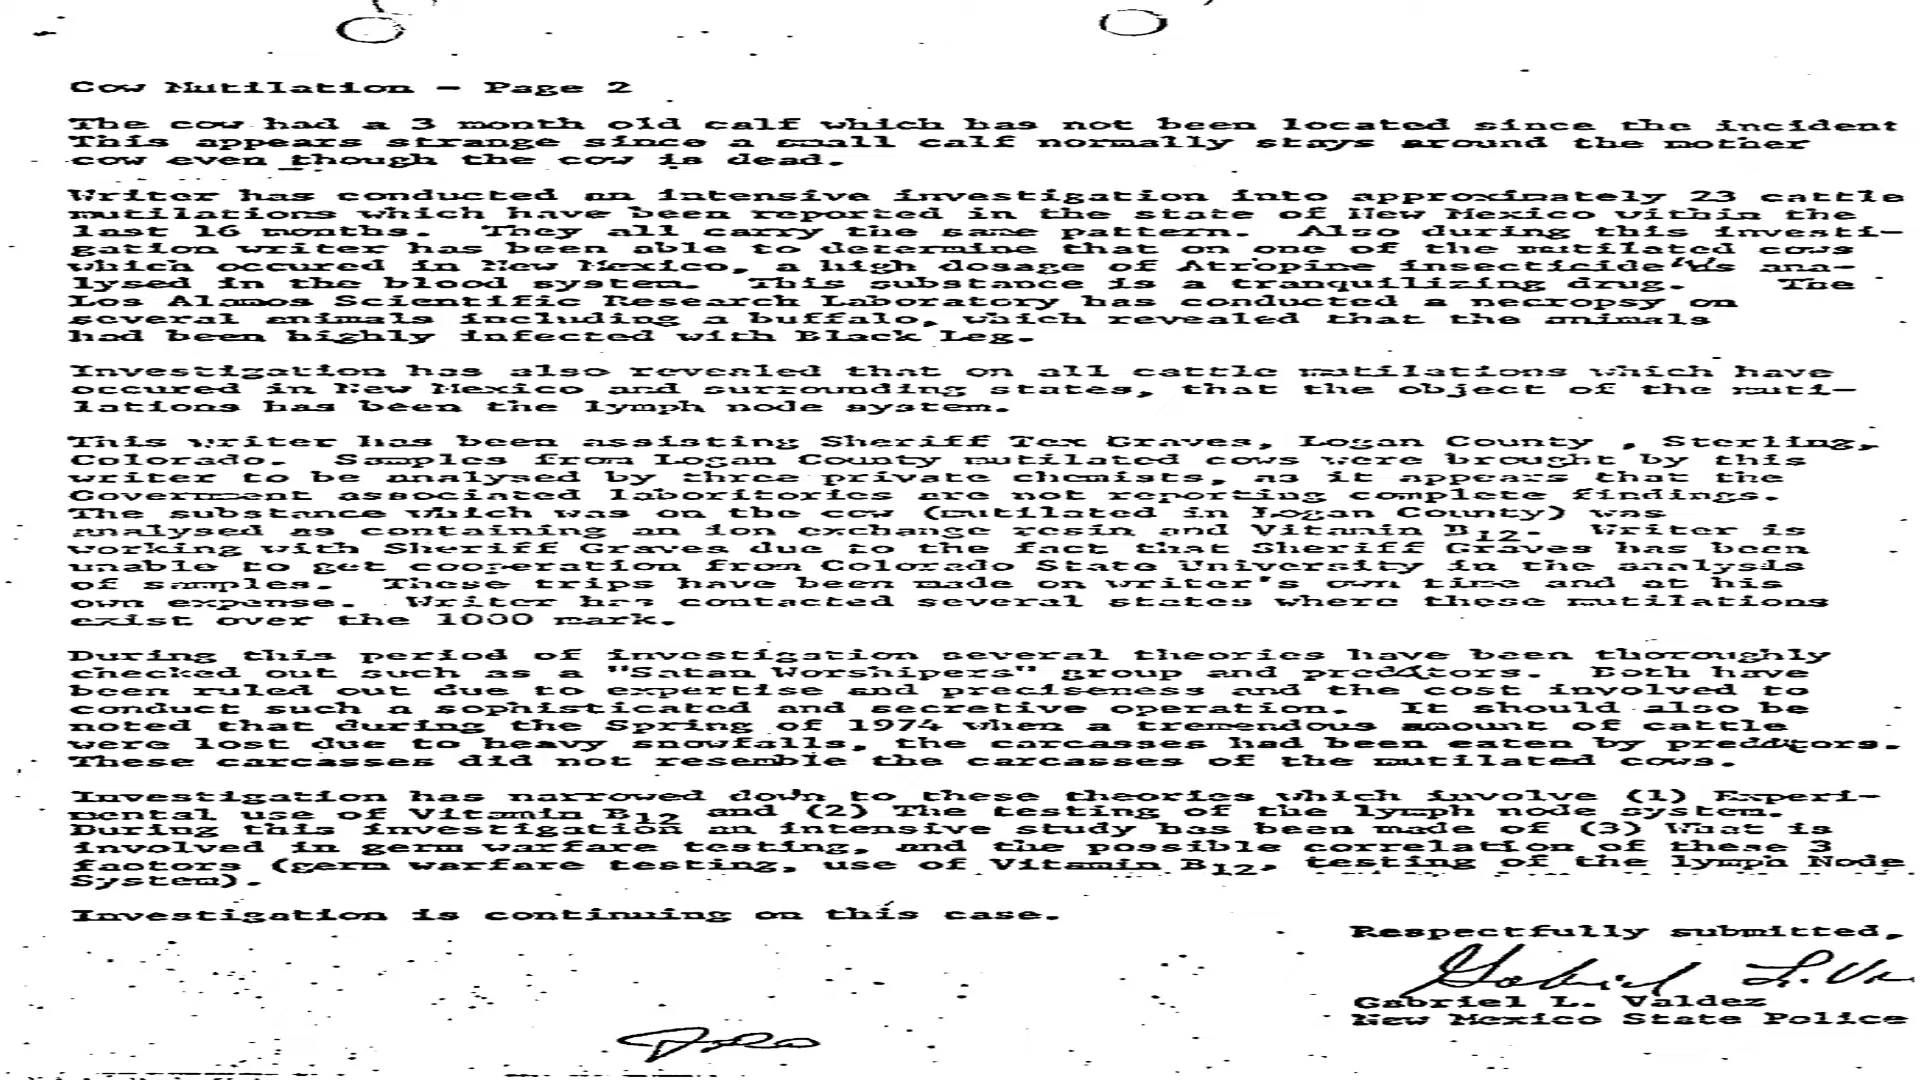 Cow Mutilation - Page 2
The cow had a 3 month old calf which has not been located since the incident
This appears strange since a small calf normally stays around the mother
cow even though the cow is dead.
Writer has conducted an intensive investigation into approximately 23 cattle
mutilations which have been reported in the state of New Mexico within the
last 16 months. They all carry the same pattern. Also during this investi-
gation writer has been able to determine that on one of the mutilated cows
which occured in New Mexico, a high dosage of Atropine insecticide was ana-
lysed in the blood system. This substance is a tranquilizing drug. The
Los Alamos Scientific Research Laboratory has conducted a necropsy on
several animals including a buffalo, which revealed that the animals
had been highly infected with Black Leg.
Investigation has also revealed that on all cattle mutilations which have
occured in New Mexico and surrounding states, that the object of the muti-
lations has been the lymph node system.
This writer has been assisting Sheriff Tex Graves, Logan County , Sterling,
Colorado. Samples from Logan County mutilated cows were brought by this
writer to be analysed by three private chemists, as it appears that the
Government associated laboritories are not reporting complete findings.
The substance which was on the cow (mutilated in Logan County) was
analysed as containing an ion exchange resin and Vitamin B12. Writer is
working with Sheriff Graves due to the fact that Sheriff Graves has been
unable to get cooperation from Colorado State University in the analysis
of samples. These trips have been made on writer's own time and at his
own expense. Writer has contacted several states where these mutilations
exist over the 1000 mark.
During this period of investigation several theories have been thoroughly
checked out such as a "Satan Worshipers" group and predators. Both have
been ruled out due to expertise and preciseness and the cost involved to
conduct such a sophisticated and secretive operation. It should also be
noted that during the Spring of 1974 when a tremendous amount of cattle
were lost due to heavy snowfalls, the carcasses had been eaten by predators.
These carcasses did not resemble the carcasses of the mutilated cows.
Investigation has narrowed down to these theories which involve (1) Experi-
mental use of Vitamin B12 and (2) The testing of the lymph node system.
During this investigation an intensive study has been made of (3) What is
involved in germ warfare testing, and the possible correlation of these 3
factors (germ warfare testing, use of Vitamin B12, testing of the lymph Node
System).
Investigation is continuing on this case.
Respectfully submitted,
Gabriel L. Va
Gabriel L. Valdez
New Mexico State Police